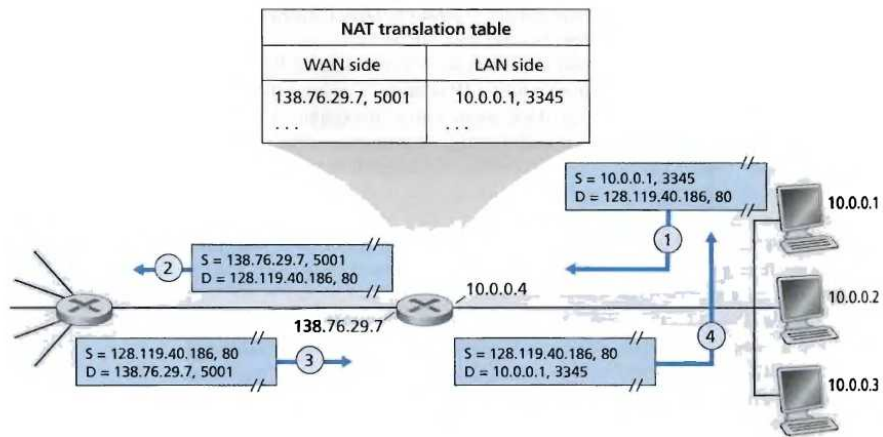 NAT translation table
WAN side
LAN side
138.76.29.7, 5001
10.0.0.1, 3345
. . .
. . .
S = 10.0.0.1, 3345
D = 128.119.40.186, 80
10.0.0.1
1
2
S = 138.76.29.7, 5001
D = 128.119.40.186, 80
10.0.0.4
10.0.0.2
138.76.29.7
4
S = 128.119.40.186, 80
D = 138.76.29.7, 5001
3
S = 128.119.40.186, 80
D = 10.0.0.1, 3345
10.0.0.3